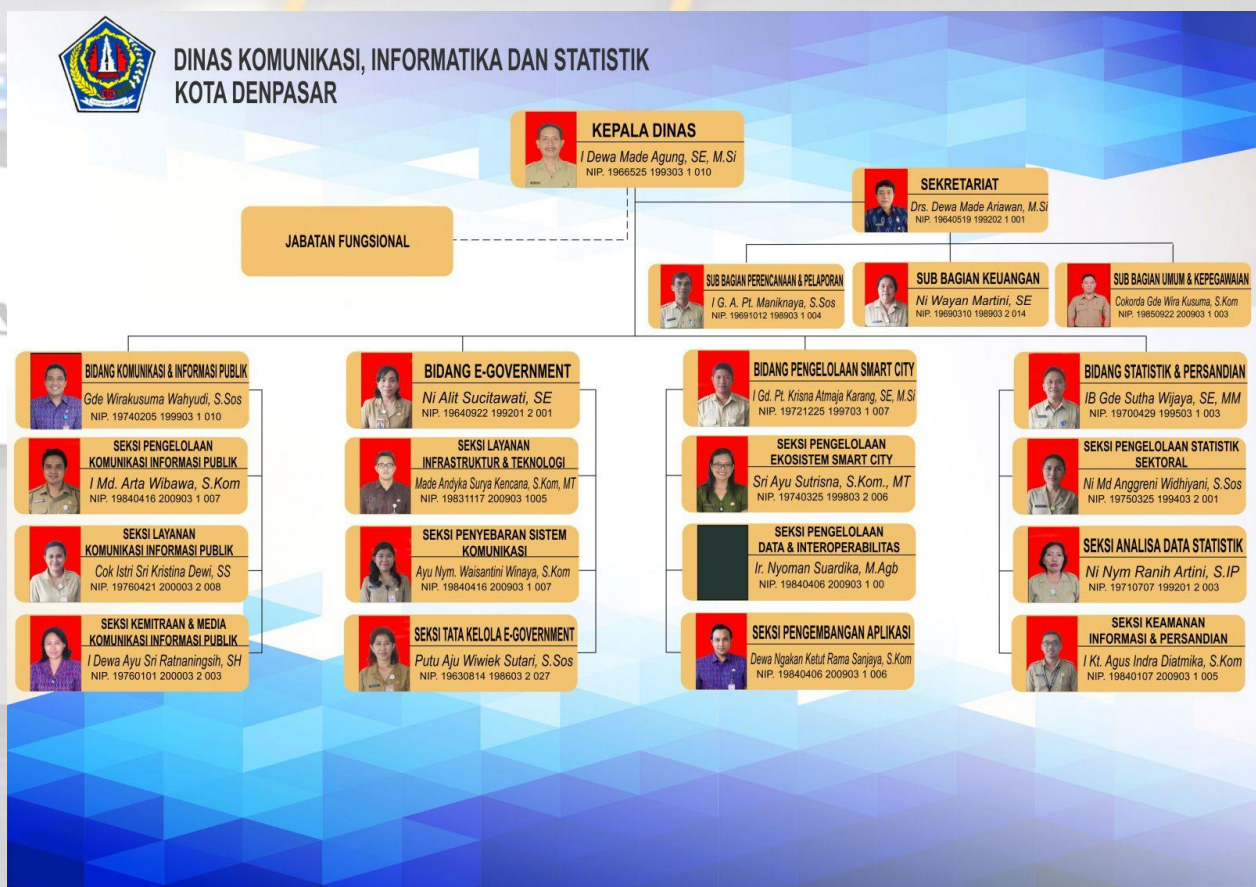 DINAS KOMUNIKASI, INFORMATIKA DAN STATISTIK
KOTA DENPASAR
KEPALA DINAS
I Dewa Made Agung, SE, M.Si
NIP. 1966525 199303 1 010
SEKRETARIAT
Drs. Dewa Made Ariawan, M.Si
NIP. 19640519 199202 1 001
JABATAN FUNGSIONAL
SUB BAGIAN PERENCANAAN & PELAPORAN
I G. A. Pt. Maniknaya, S.Sos
NIP. 19691012 198903 1 004
SUB BAGIAN KEUANGAN
Ni Wayan Martini, SE
NIP. 19690310 198903 2 014
SUB BAGIAN UMUM & KEPEGAWAIAN
Cokorda Gde Wira Kusuma, S.Kom
NIP. 19850922 200903 1 003
BIDANG KOMUNIKASI & INFORMASI PUBLIK
Gde Wirakusuma Wahyudi, S.Sos
NIP. 19740205 199903 1 010
SEKSI PENGELOLAAN
KOMUNIKASI INFORMASI PUBLIK
I Md. Arta Wibawa, S.Kom
NIP. 19840416 200903 1 007
SEKSI LAYANAN
KOMUNIKASI INFORMASI PUBLIK
Cok Istri Sri Kristina Dewi, SS
NIP. 19760421 200003 2 008
SEKSI KEMITRAAN & MEDIA
KOMUNIKASI INFORMASI PUBLIK
I Dewa Ayu Sri Ratnaningsih, SH
NIP. 19760101 200003 2 003
BIDANG E-GOVERNMENT
Ni Alit Sucitawati, SE
NIP. 19640922 199201 2 001
SEKSI LAYANAN
INFRASTRUKTUR & TEKNOLOGI
Made Andyka Surya Kencana, S.Kom, MT
NIP. 19831117 200903 1005
SEKSI PENYEBARAN SISTEM
KOMUNIKASI
Ayu Nym. Waisantini Winaya, S.Kom
NIP. 19840416 200903 1 007
SEKSI TATA KELOLA E-GOVERNMENT
Putu Aju Wiwiek Sutari, S.Sos
NIP. 19630814 198603 2 027
BIDANG PENGELOLAAN SMART CITY
I Gd. Pt. Krisna Atmaja Karang, SE, M.Si
NIP. 19721225 199703 1 007
SEKSI PENGELOLAAN
EKOSISTEM SMART CITY
Sri Ayu Sutrisna, S.Kom., MT
NIP. 19740325 199803 2 006
SEKSI PENGELOLAAN
DATA & INTEROPERABILITAS
Ir. Nyoman Suardika, M.Agb
NIP. 19840406 200903 1 00
SEKSI PENGEMBANGAN APLIKASI
Dewa Ngakan Ketut Rama Sanjaya, S.Kom
NIP. 19840406 200903 1 006
BIDANG STATISTIK & PERSANDIAN
IB Gde Sutha Wijaya, SE, MM
NIP. 19700429 199503 1 003
SEKSI PENGELOLAAN STATISTIK
SEKTORAL
Ni Md Anggreni Widhiyani, S.Sos
NIP. 19750325 199403 2 001
SEKSI ANALISA DATA STATISTIK
Ni Nym Ranih Artini, S.IP
NIP. 19710707 199201 2 003
SEKSI KEAMANAN
INFORMASI & PERSANDIAN
I Kt. Agus Indra Diatmika, S.Kom
NIP. 19840107 200903 1 005